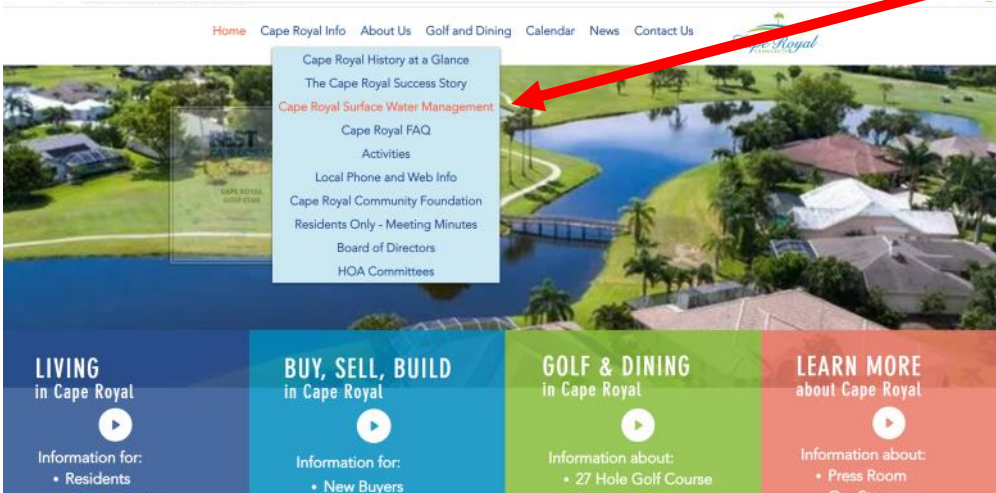 Home Cape Royal Info About Us Golf and Dining Calendar News Contact Us
Cape Royal
Cape Royal History at a Glance
The Cape Royal Success Story
Cape Royal Surface Water Management
Cape Royal FAQ
Activities
Local Phone and Web Info
Cape Royal Community Foundation
Residents Only - Meeting Minutes
Board of Directors
HOA Committees
BEST
CAPE ROYAL
GOLF CLUB
LIVING
in Cape Royal
Information for:
• Residents
BUY, SELL, BUILD
in Cape Royal
Information for:
• New Buyers
GOLF & DINING
in Cape Royal
Information about:
• 27 Hole Golf Course
LEARN MORE
about Cape Royal
Information about:
• Press Room